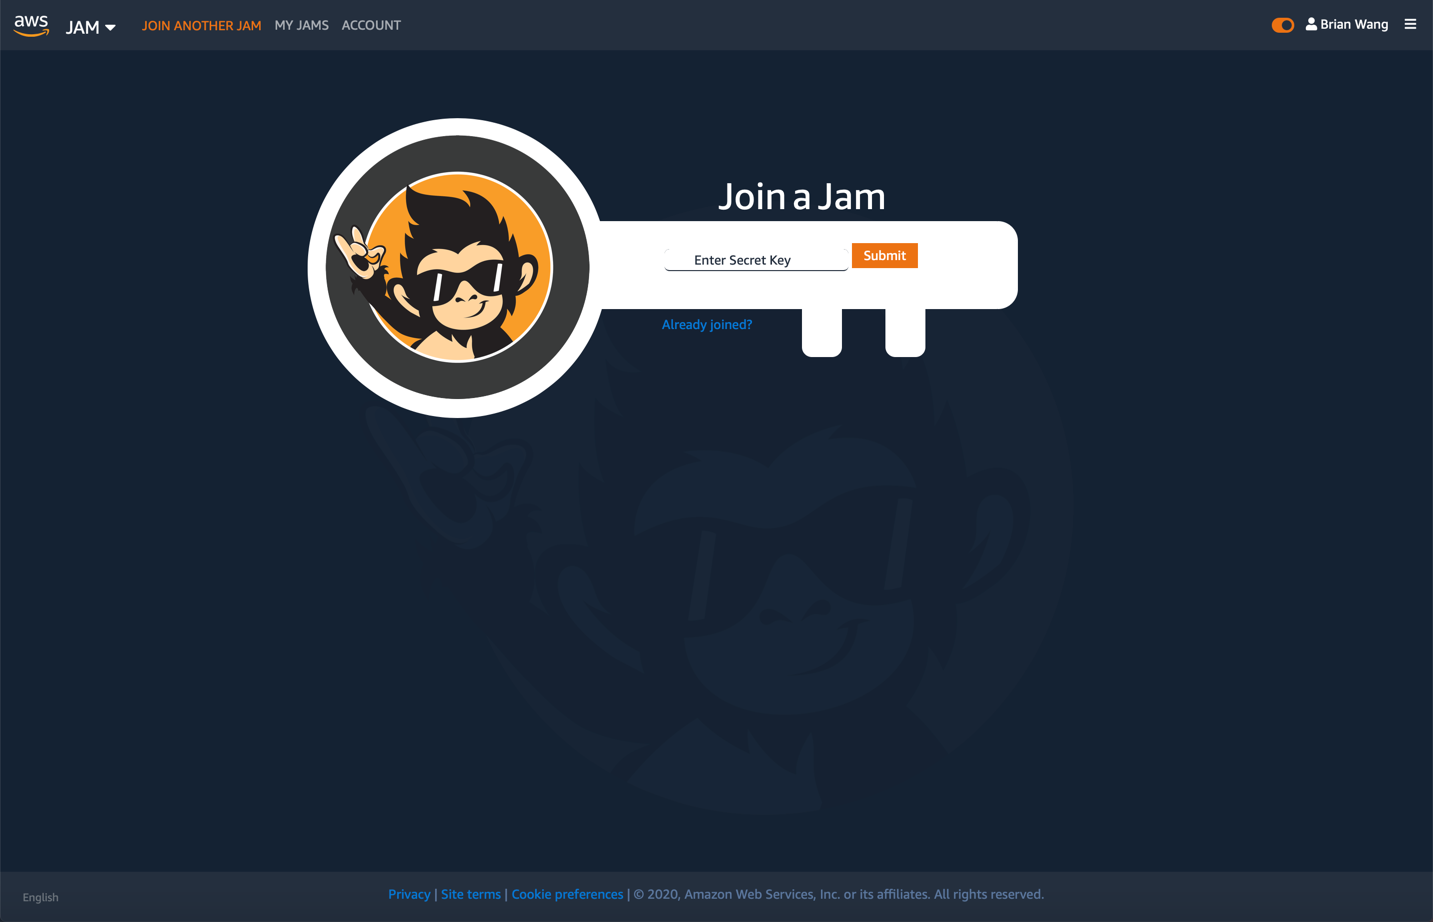 aws JAM JOIN ANOTHER JAM MY JAMS ACCOUNT Brian Wang
Join a Jam
Enter Secret Key Submit
Already joined?
English Privacy | Site terms | Cookie preferences | © 2020, Amazon Web Services, Inc. or its affiliates. All rights reserved.